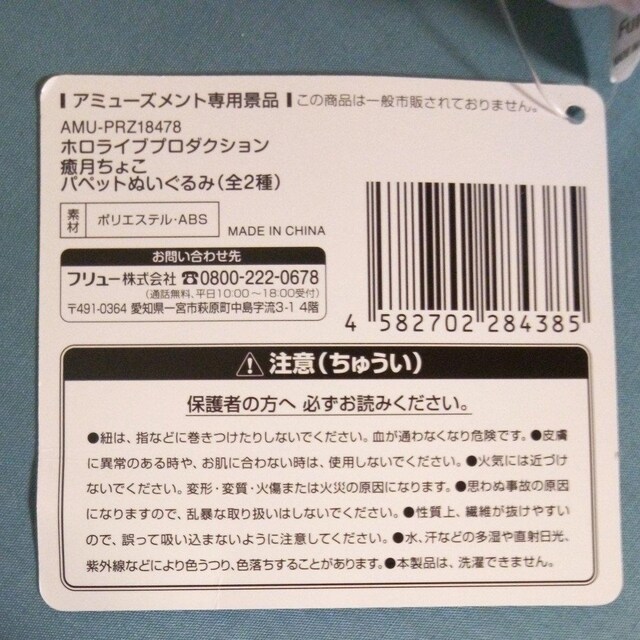 ┃アミューズメント専用景品┃この商品は一般市販されておりません。
AMU-PRZ18478
ホロライブプロダクション
癒月ちょこ
パペットぬいぐるみ(全2種)
素材 ポリエステル・ABS
MADE IN CHINA
お問い合わせ先
フリュー株式会社☎0800-222-0678
(通話無料、平日10:00~18:00受付)
〒491-0364 愛知県一宮市萩原町中島字流3-1 4階
4 582702 284385
⚠注意(ちゅうい)
保護者の方へ 必ずお読みください。
●紐は、指などに巻きつけたりしないでください。血が通わなくなり危険です。●皮膚
に異常のある時や、お肌に合わない時は、使用しないでください。●火気には近づけ
ないでください。変形・変質・火傷または火災の原因になります。●思わぬ事故の原因
になりますので、乱暴な取り扱いはしないでください。●性質上、繊維が抜けやすい
ので、誤って吸い込まないように注意してください。●水、汗などの多湿や直射日光、
紫外線などにより色うつり、色落ちすることがあります。●本製品は、洗濯できません。